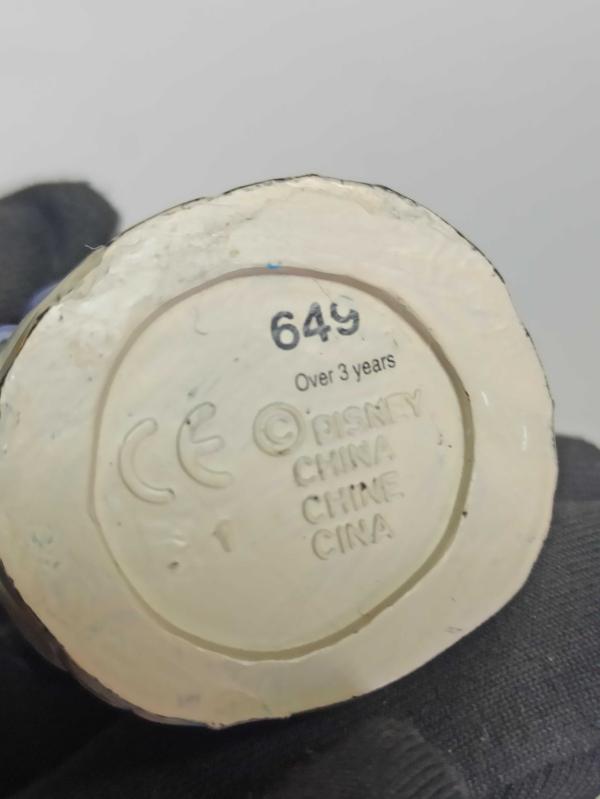 649
Over 3 years
CE © DISNEY
CHINA
CHINE
1 CINA